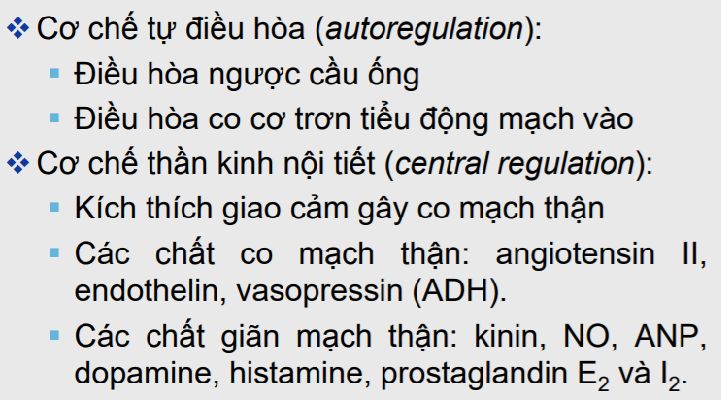 ❖ Cơ chế tự điều hòa (autoregulation):
▪ Điều hòa ngược cầu ống
▪ Điều hòa co cơ trơn tiểu động mạch vào
❖ Cơ chế thần kinh nội tiết (central regulation):
▪ Kích thích giao cảm gây co mạch thận
▪ Các chất co mạch thận: angiotensin II,
endothelin, vasopressin (ADH).
▪ Các chất giãn mạch thận: kinin, NO, ANP,
dopamine, histamine, prostaglandin E₂ và I₂.